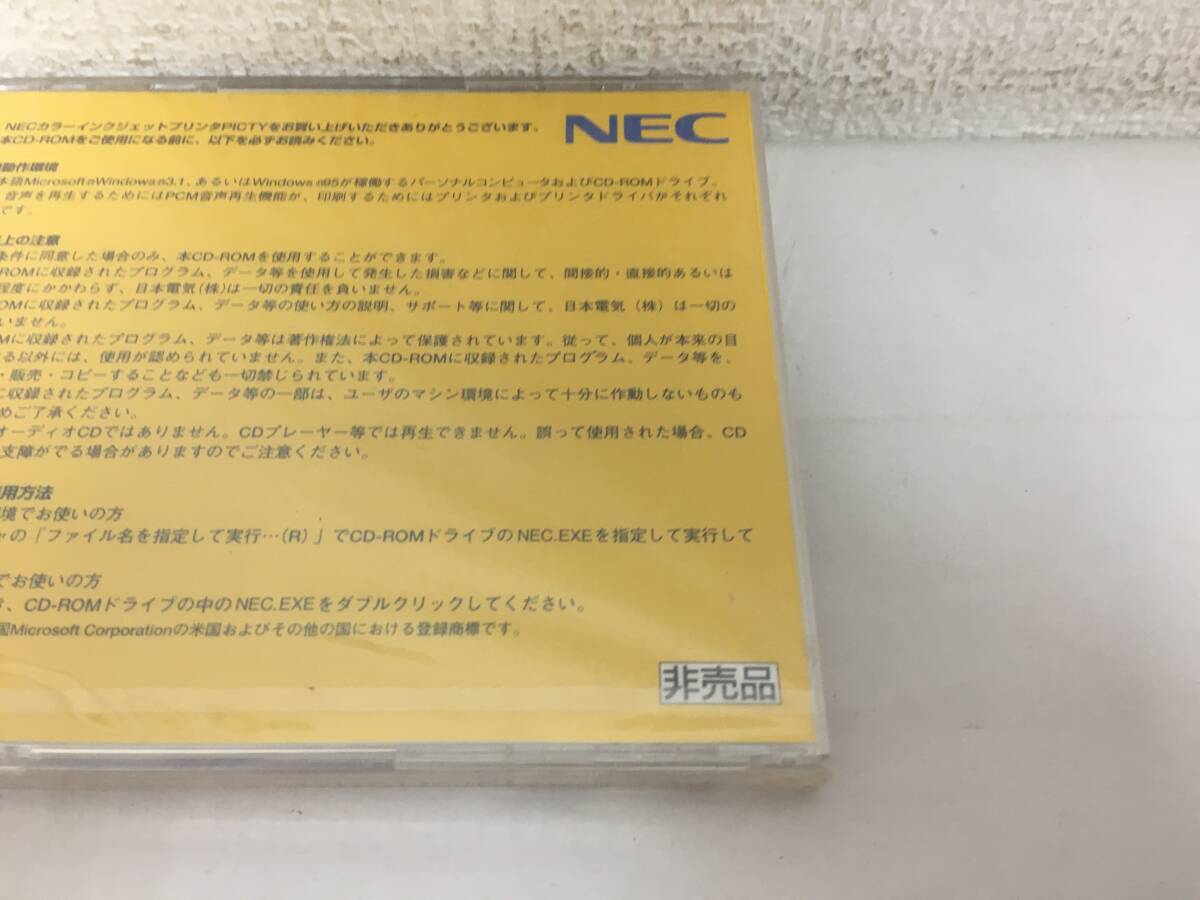 NECカラーインクジェットプリンタPICTYをお買い上げいただきありがとうございます。
本CD-ROMをご使用になる前に、以下を必ずお読みください。
NEC
動作環境
本語Microsoft®Windows®3.1、あるいはWindows®95が稼働するパーソナルコンピュータおよびCD-ROMドライブ。
音声を再生するためにはPCM音声再生機能が、印刷するためにはプリンタおよびプリンタドライバがそれぞれ
です。
上の注意
条件に同意した場合のみ、本CD-ROMを使用することができます。
-ROMに収録されたプログラム、データ等を使用して発生した損害などに関して、間接的・直接的あるいは
程度にかかわらず、日本電気(株)は一切の責任を負いません。
OMに収録されたプログラム、データ等の使い方の説明、サポート等に関して、日本電気(株)は一切の
いません。
Mに収録されたプログラム、データ等は著作権法によって保護されています。従って、個人が本来の目
る以外には、使用が認められていません。また、本CD-ROMに収録されたプログラム、データ等を、
・販売・コピーすることなども一切禁じられています。
に収録されたプログラム、データ等の一部は、ユーザのマシン環境によって十分に作動しないものも
めご了承ください。
オーディオCDではありません。CDプレーヤー等では再生できません。誤って使用された場合、CD
支障がでる場合がありますのでご注意ください。
用方法
境でお使いの方
ャの「ファイル名を指定して実行…(R)」でCD-ROMドライブのNEC.EXEを指定して実行して
でお使いの方
、CD-ROMドライブの中のNEC.EXEをダブルクリックしてください。
国Microsoft Corporationの米国およびその他の国における登録商標です。
非売品